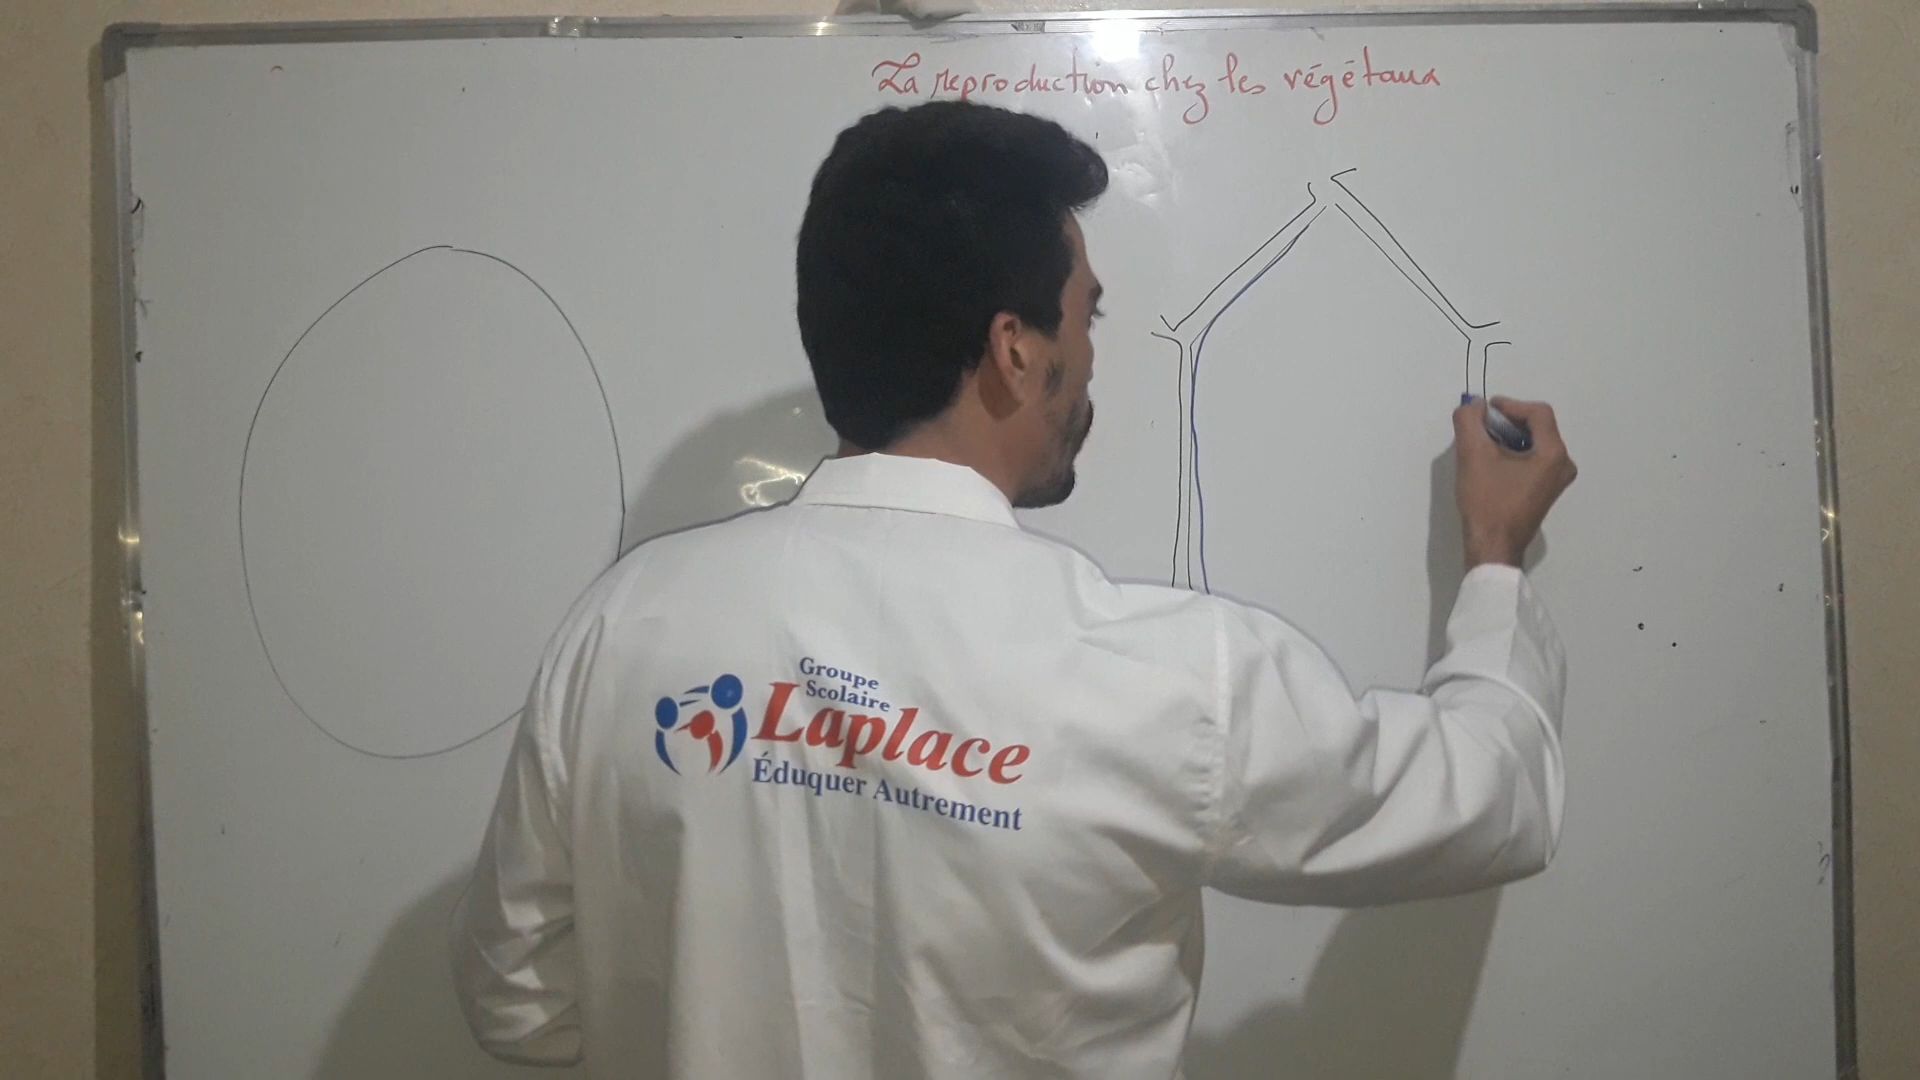 La reproduction chez les végétaux
Groupe
Scolaire
Laplace
Éduquer Autrement